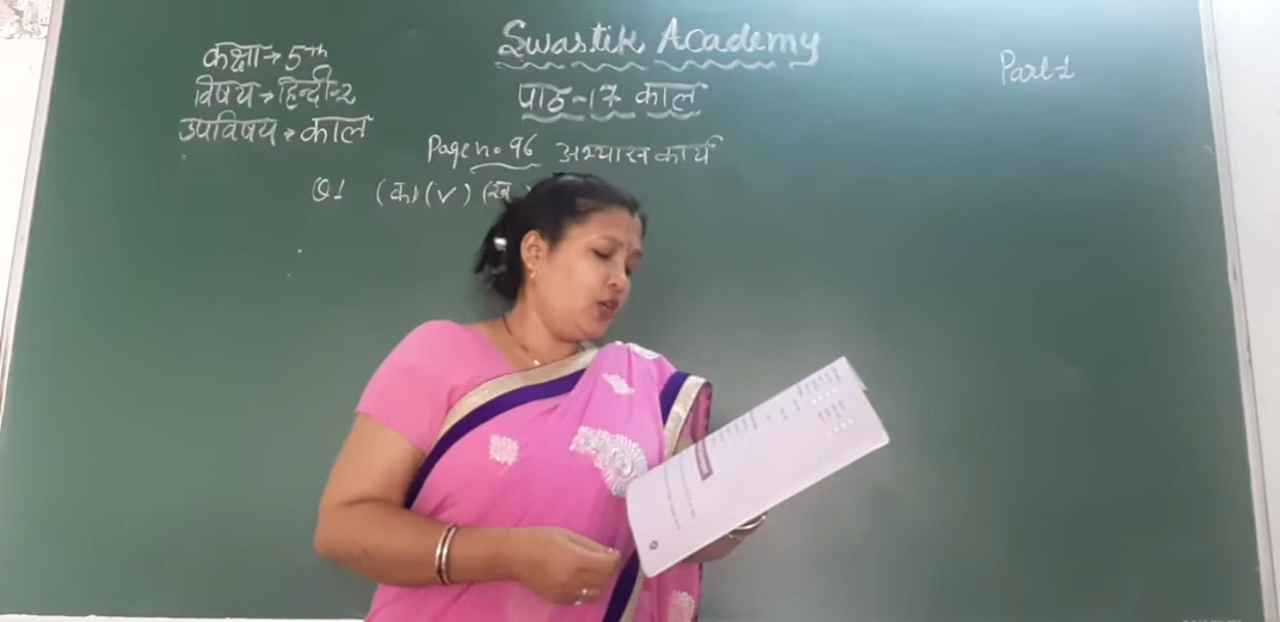 Swastik Academy
Part-1
कक्षा→5th
विषय→हिन्दी-2
उपविषय→काल
पाठ-17 काल
Page no. 96 अभ्यास कार्य
Q1 (क) (✓) (ख